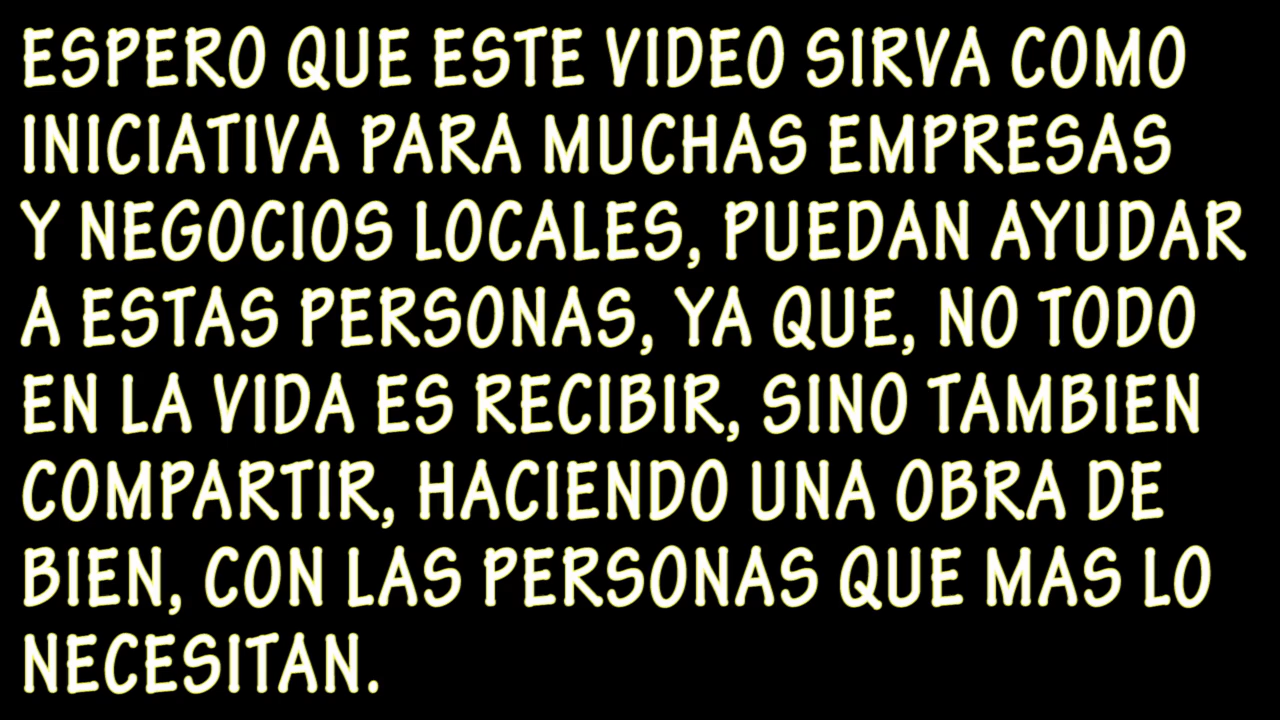 ESPERO QUE ESTE VIDEO SIRVA COMO
INICIATIVA PARA MUCHAS EMPRESAS
Y NEGOCIOS LOCALES, PUEDAN AYUDAR
A ESTAS PERSONAS, YA QUE, NO TODO
EN LA VIDA ES RECIBIR, SINO TAMBIEN
COMPARTIR, HACIENDO UNA OBRA DE
BIEN, CON LAS PERSONAS QUE MAS LO
NECESITAN.